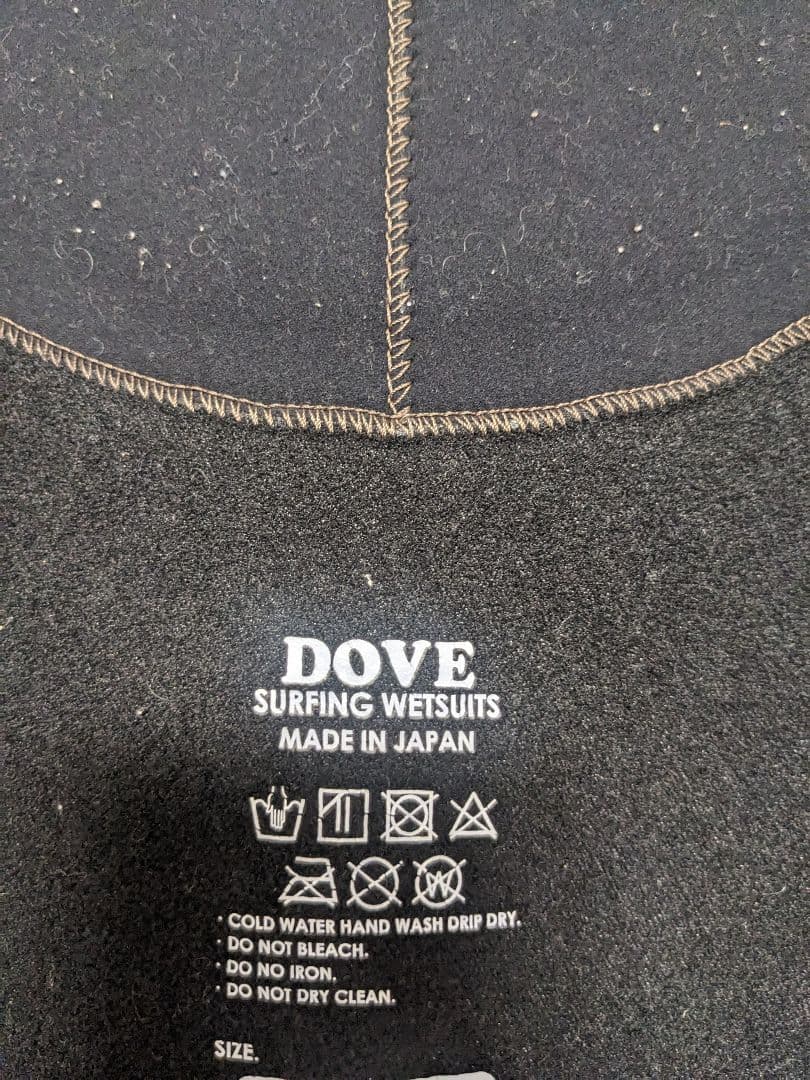 DOVE
SURFING WETSUITS
MADE IN JAPAN
W
· COLD WATER HAND WASH DRIP DRY.
· DO NOT BLEACH.
· DO NO IRON.
· DO NOT DRY CLEAN.
SIZE.